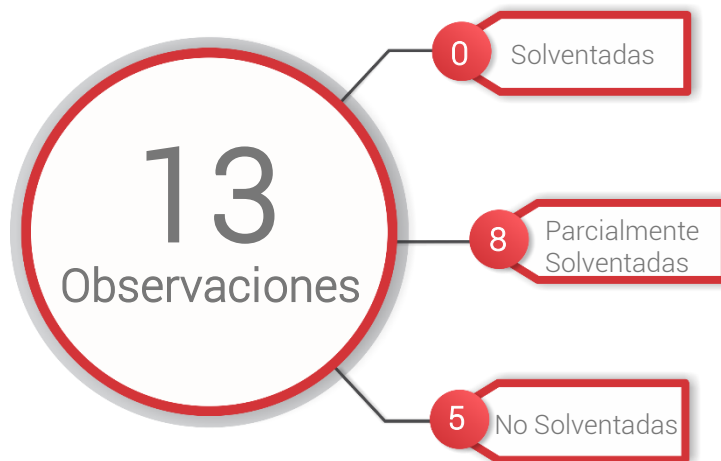 13
Observaciones
0
Solventadas
8
Parcialmente
Solventadas
5
No Solventadas